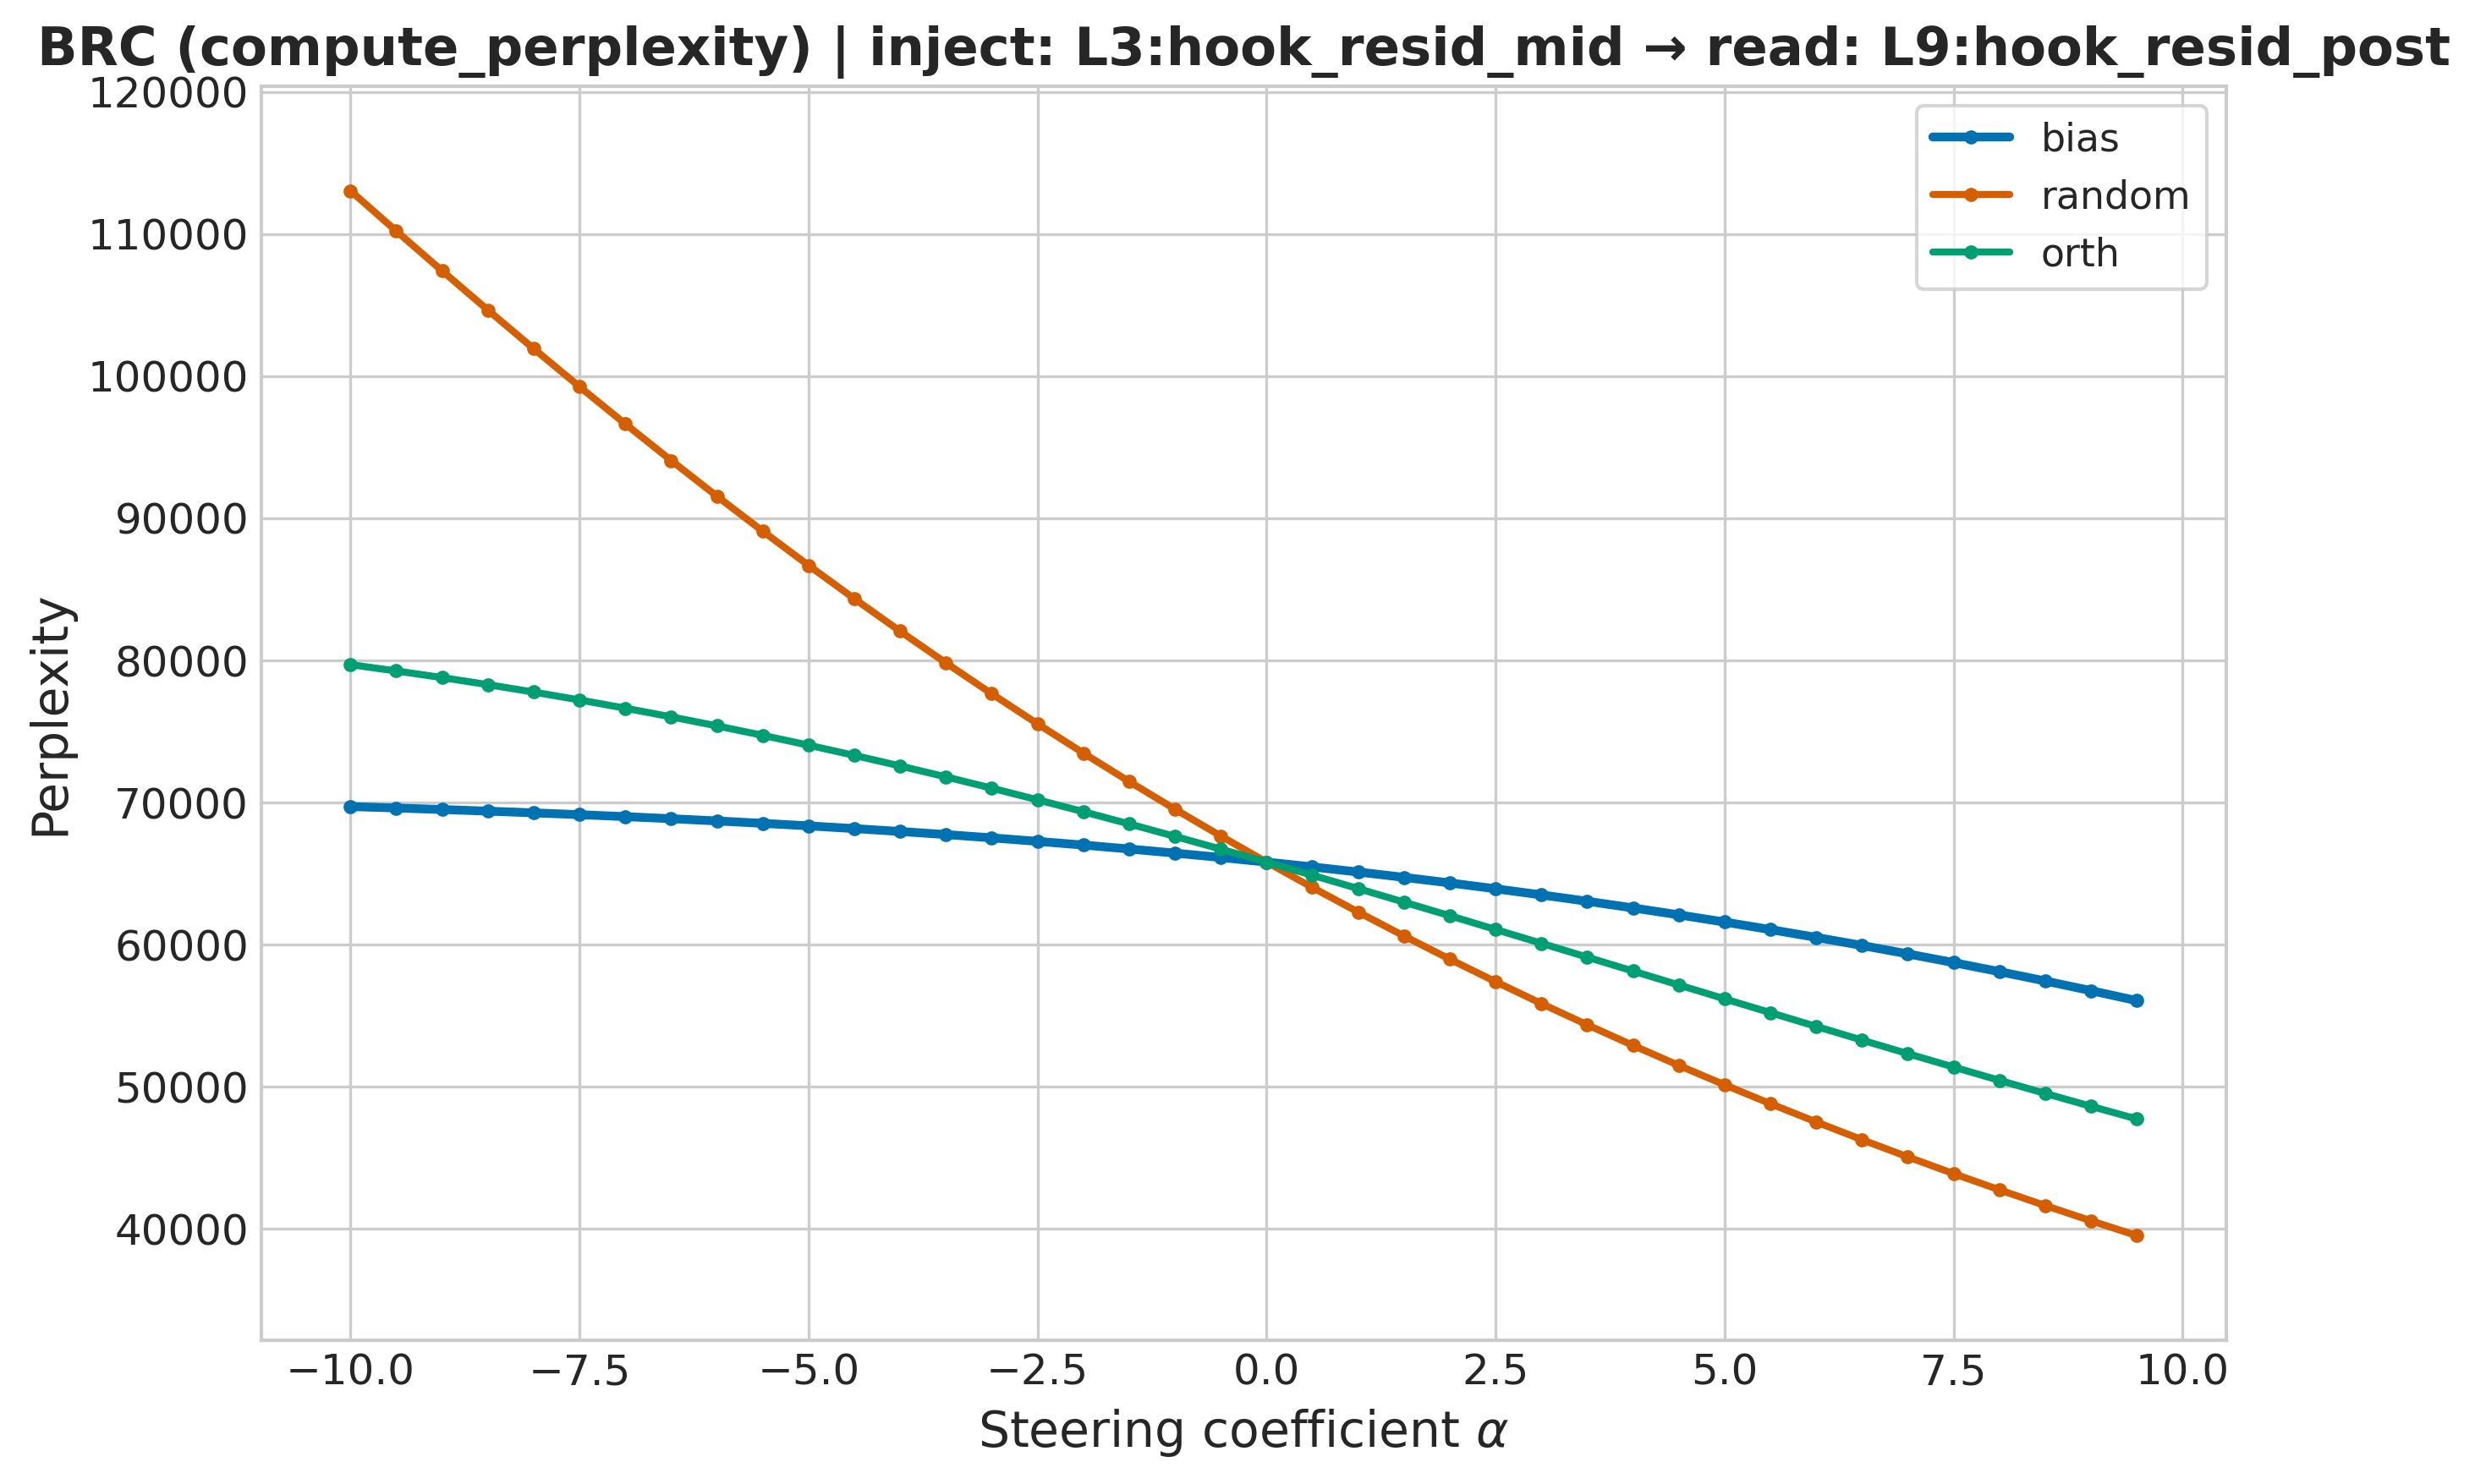 BRC (compute_perplexity) | inject: L3:hook_resid_mid → read: L9:hook_resid_post
120000
110000
100000
90000
80000
70000
60000
50000
40000
Perplexity
bias
random
orth
−10.0 −7.5 −5.0 −2.5 0.0 2.5 5.0 7.5 10.0
Steering coefficient α